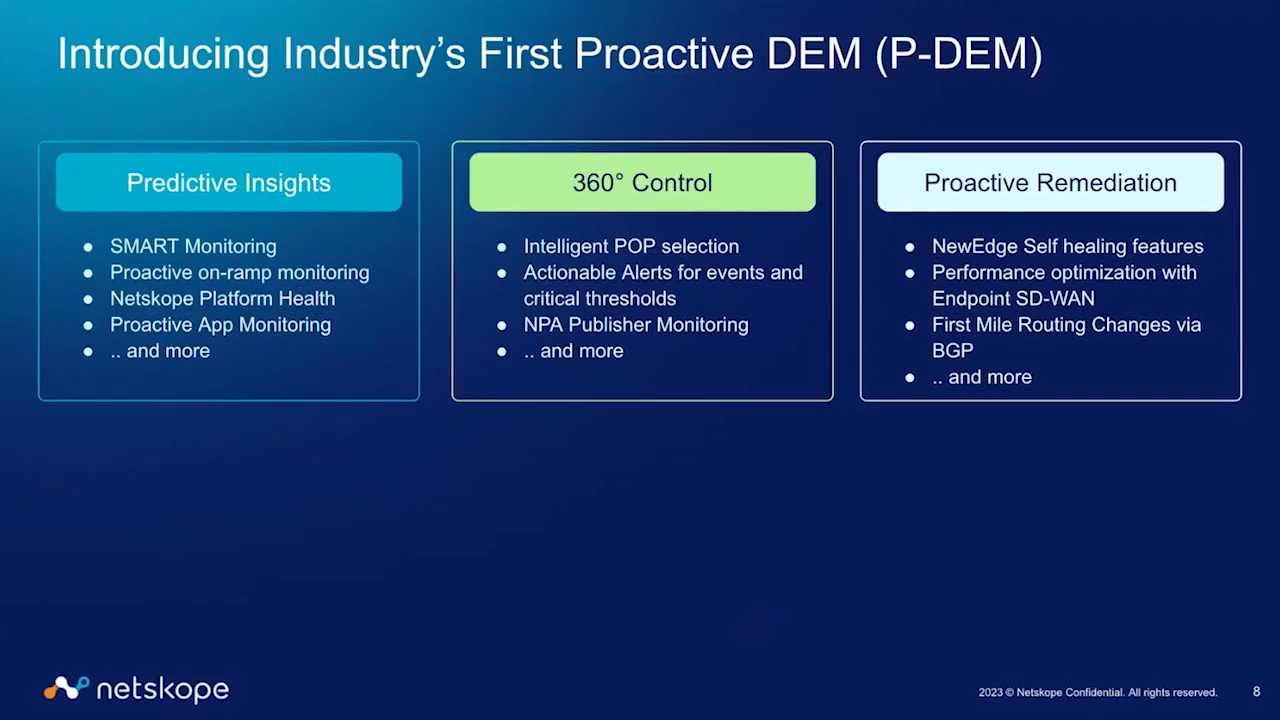 Introducing Industry’s First Proactive DEM (P-DEM)
Predictive Insights
● SMART Monitoring
● Proactive on-ramp monitoring
● Netskope Platform Health
● Proactive App Monitoring
● .. and more
360° Control
● Intelligent POP selection
● Actionable Alerts for events and
critical thresholds
● NPA Publisher Monitoring
● .. and more
Proactive Remediation
● NewEdge Self healing features
● Performance optimization with
Endpoint SD-WAN
● First Mile Routing Changes via
BGP
● .. and more
netskope
2023 © Netskope Confidential. All rights reserved.
8